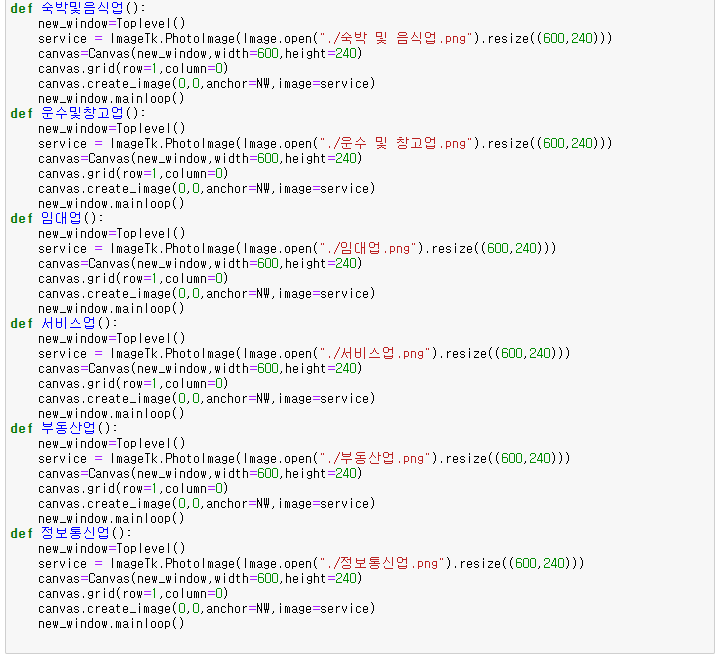 def 숙박및음식업():
    new_window=Toplevel()
    service = ImageTk.PhotoImage(Image.open("./숙박 및 음식업.png").resize((600,240)))
    canvas=Canvas(new_window,width=600,height=240)
    canvas.grid(row=1,column=0)
    canvas.create_image(0,0,anchor=NW,image=service)
    new_window.mainloop()
def 운수및창고업():
    new_window=Toplevel()
    service = ImageTk.PhotoImage(Image.open("./운수 및 창고업.png").resize((600,240)))
    canvas=Canvas(new_window,width=600,height=240)
    canvas.grid(row=1,column=0)
    canvas.create_image(0,0,anchor=NW,image=service)
    new_window.mainloop()
def 임대업():
    new_window=Toplevel()
    service = ImageTk.PhotoImage(Image.open("./임대업.png").resize((600,240)))
    canvas=Canvas(new_window,width=600,height=240)
    canvas.grid(row=1,column=0)
    canvas.create_image(0,0,anchor=NW,image=service)
    new_window.mainloop()
def 서비스업():
    new_window=Toplevel()
    service = ImageTk.PhotoImage(Image.open("./서비스업.png").resize((600,240)))
    canvas=Canvas(new_window,width=600,height=240)
    canvas.grid(row=1,column=0)
    canvas.create_image(0,0,anchor=NW,image=service)
    new_window.mainloop()
def 부동산업():
    new_window=Toplevel()
    service = ImageTk.PhotoImage(Image.open("./부동산업.png").resize((600,240)))
    canvas=Canvas(new_window,width=600,height=240)
    canvas.grid(row=1,column=0)
    canvas.create_image(0,0,anchor=NW,image=service)
    new_window.mainloop()
def 정보통신업():
    new_window=Toplevel()
    service = ImageTk.PhotoImage(Image.open("./정보통신업.png").resize((600,240)))
    canvas=Canvas(new_window,width=600,height=240)
    canvas.grid(row=1,column=0)
    canvas.create_image(0,0,anchor=NW,image=service)
    new_window.mainloop()